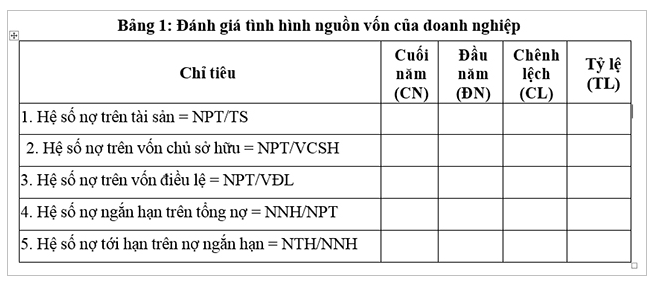 Bảng 1: Đánh giá tình hình nguồn vốn của doanh nghiệp
Chỉ tiêu
Cuối
năm
(CN)
Đầu
năm
(ĐN)
Chênh
lệch
(CL)
Tỷ lệ
(TL)
1. Hệ số nợ trên tài sản = NPT/TS
2. Hệ số nợ trên vốn chủ sở hữu = NPT/VCSH
3. Hệ số nợ trên vốn điều lệ = NPT/VĐL
4. Hệ số nợ ngắn hạn trên tổng nợ = NNH/NPT
5. Hệ số nợ tới hạn trên nợ ngắn hạn = NTH/NNH